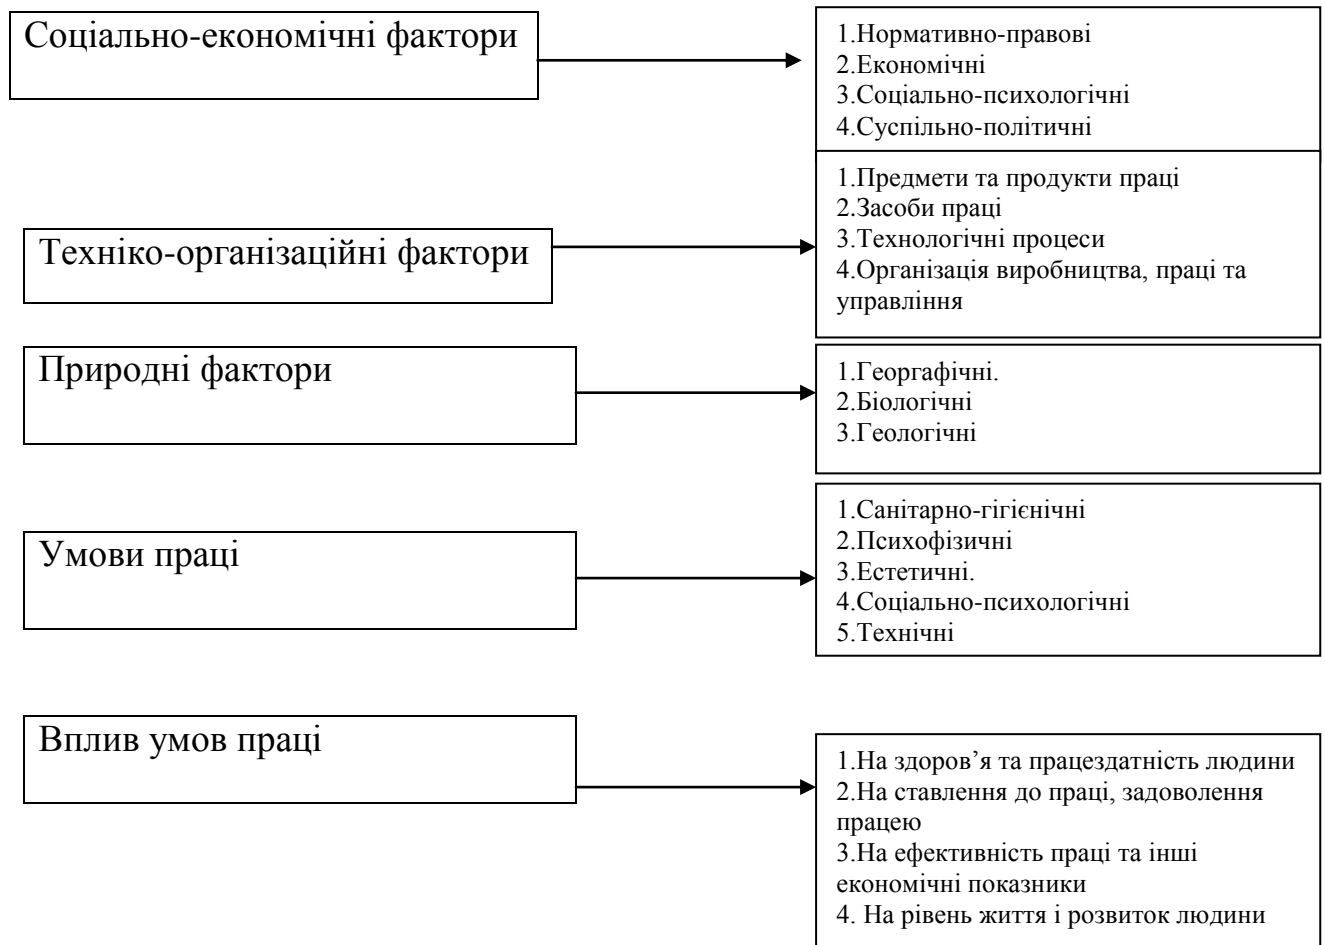 Соціально-економічні фактори
1.Нормативно-правові
2.Економічні
3.Соціально-психологічні
4.Суспільно-політичні
Техніко-організаційні фактори
1.Предмети та продукти праці
2.Засоби праці
3.Технологічні процеси
4.Організація виробництва, праці та
управління
Природні фактори
1.Георгафічні.
2.Біологічні
3.Геологічні
Умови праці
1.Санітарно-гігієнічні
2.Психофізичні
3.Естетичні.
4.Соціально-психологічні
5.Технічні
Вплив умов праці
1.На здоров’я та працездатність людини
2.На ставлення до праці, задоволення
працею
3.На ефективність праці та інші
економічні показники
4. На рівень життя і розвиток людини